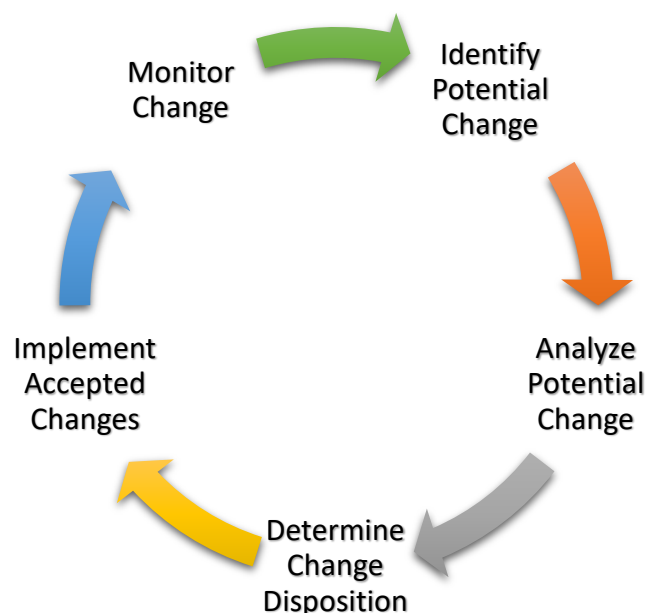 Monitor
Change
Identify
Potential
Change
Analyze
Potential
Change
Determine
Change
Disposition
Implement
Accepted
Changes